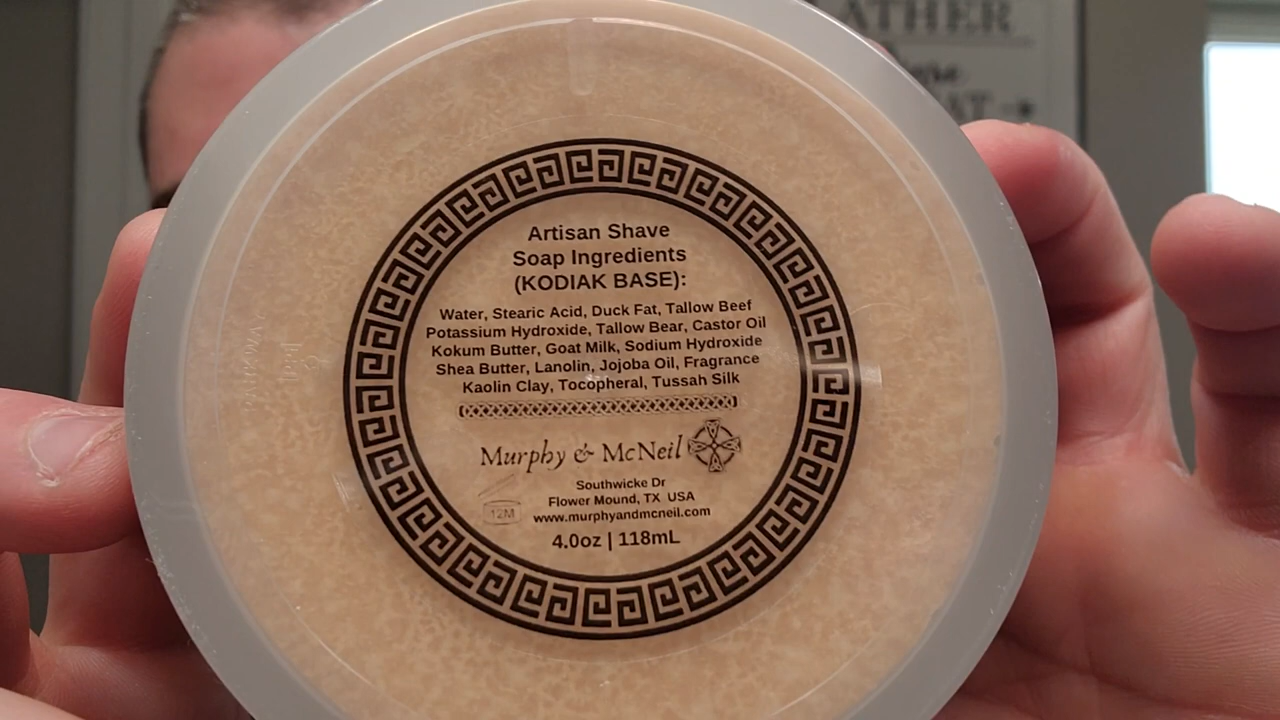 ATHER
AT
Artisan Shave
Soap Ingredients
(KODIAK BASE):
Water, Stearic Acid, Duck Fat, Tallow Beef
Potassium Hydroxide, Tallow Bear, Castor Oil
Kokum Butter, Goat Milk, Sodium Hydroxide
Shea Butter, Lanolin, Jojoba Oil, Fragrance
Kaolin Clay, Tocopheral, Tussah Silk
Murphy & McNeil
Southwicke Dr
Flower Mound, TX USA
12M
www.murphyandmcneil.com
4.0oz | 118mL